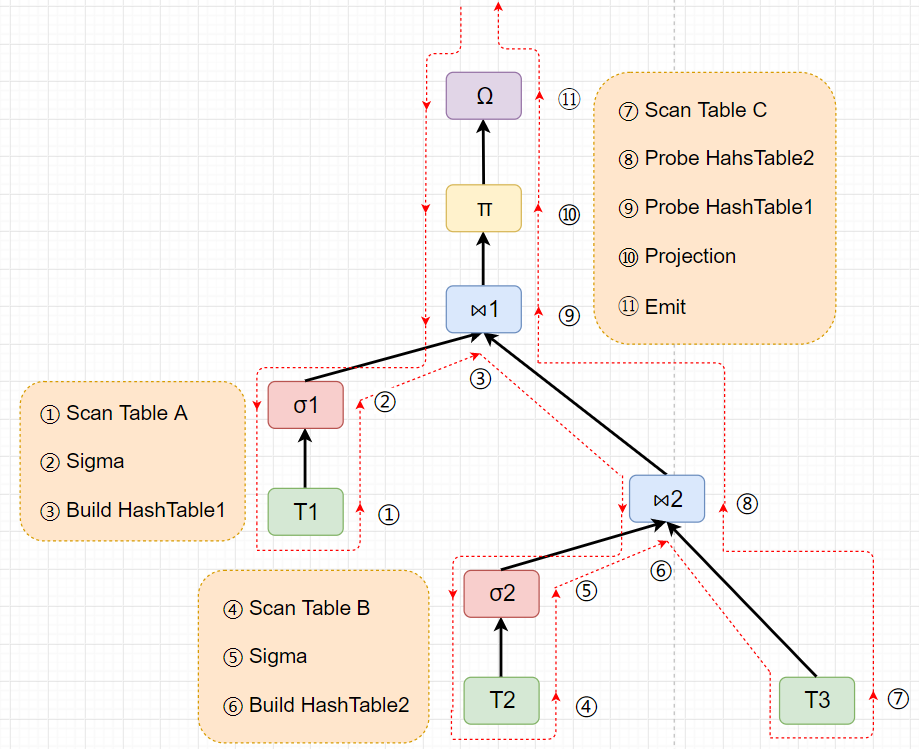 Ω
⑪
π
⑩
⋈1
⑨
⑦ Scan Table C
⑧ Probe HahsTable2
⑨ Probe HashTable1
⑩ Projection
⑪ Emit
① Scan Table A
② Sigma
③ Build HashTable1
σ1
②
③
T1
①
⋈2
⑧
④ Scan Table B
⑤ Sigma
⑥ Build HashTable2
σ2
⑤
⑥
T2
④
T3
⑦